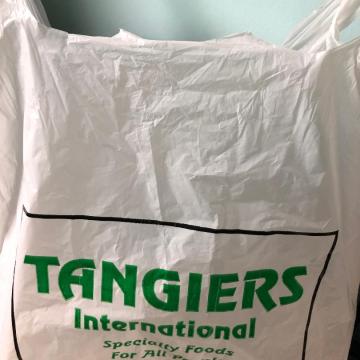 TANGIERS
International
Specialty Foods
For All